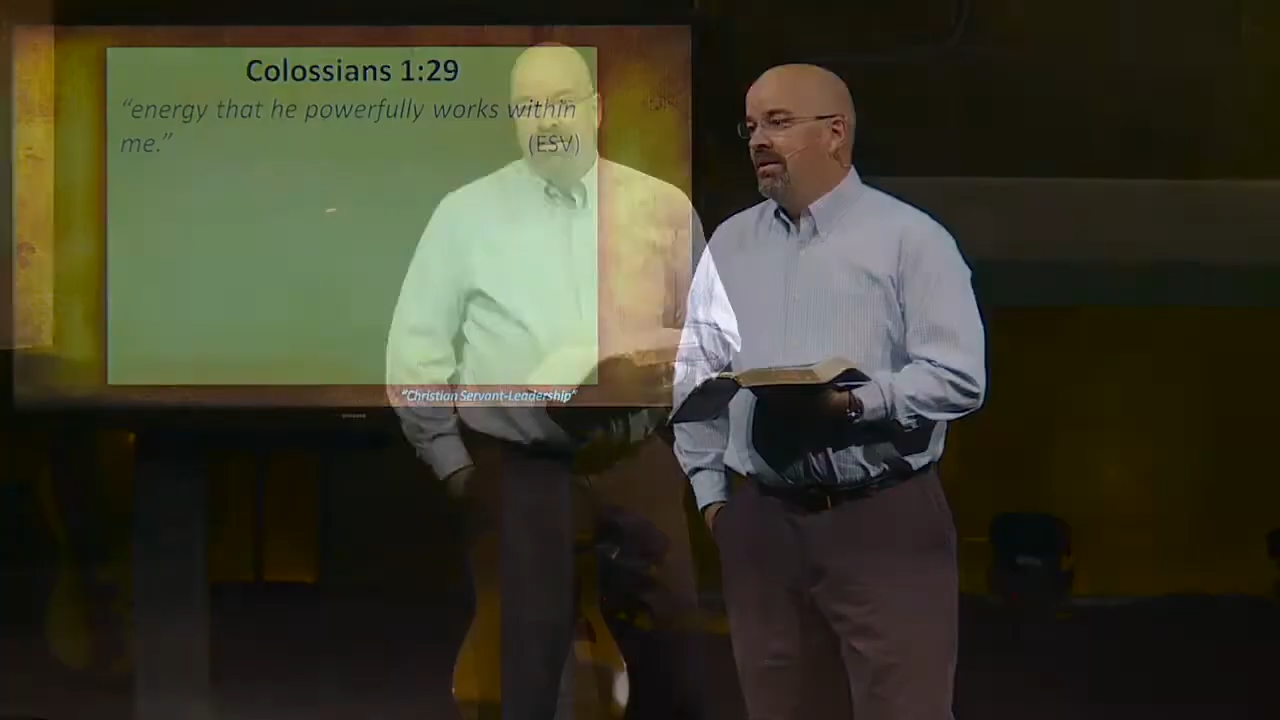 Colossians 1:29
“energy that he powerfully works within
me.” (ESV)
“Christian Servant-Leadership”